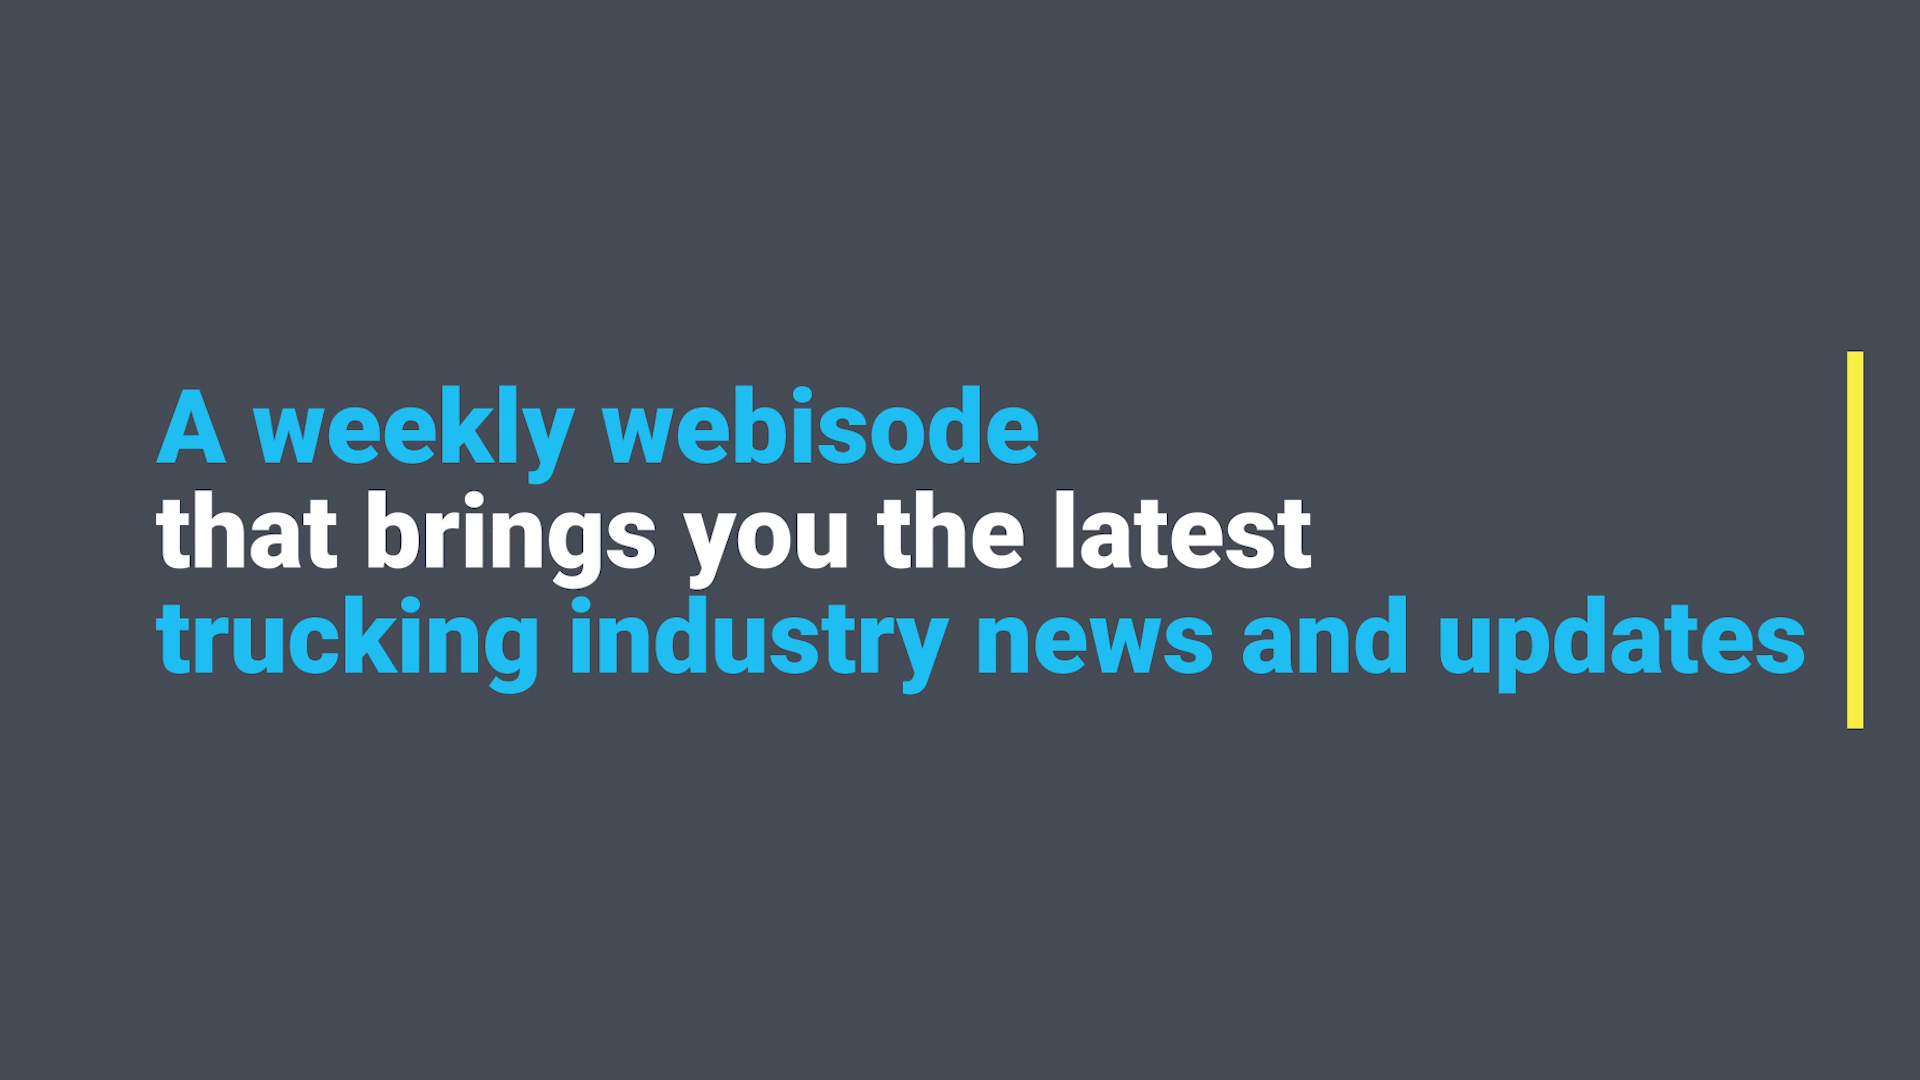 A weekly webisode
that brings you the latest
trucking industry news and updates